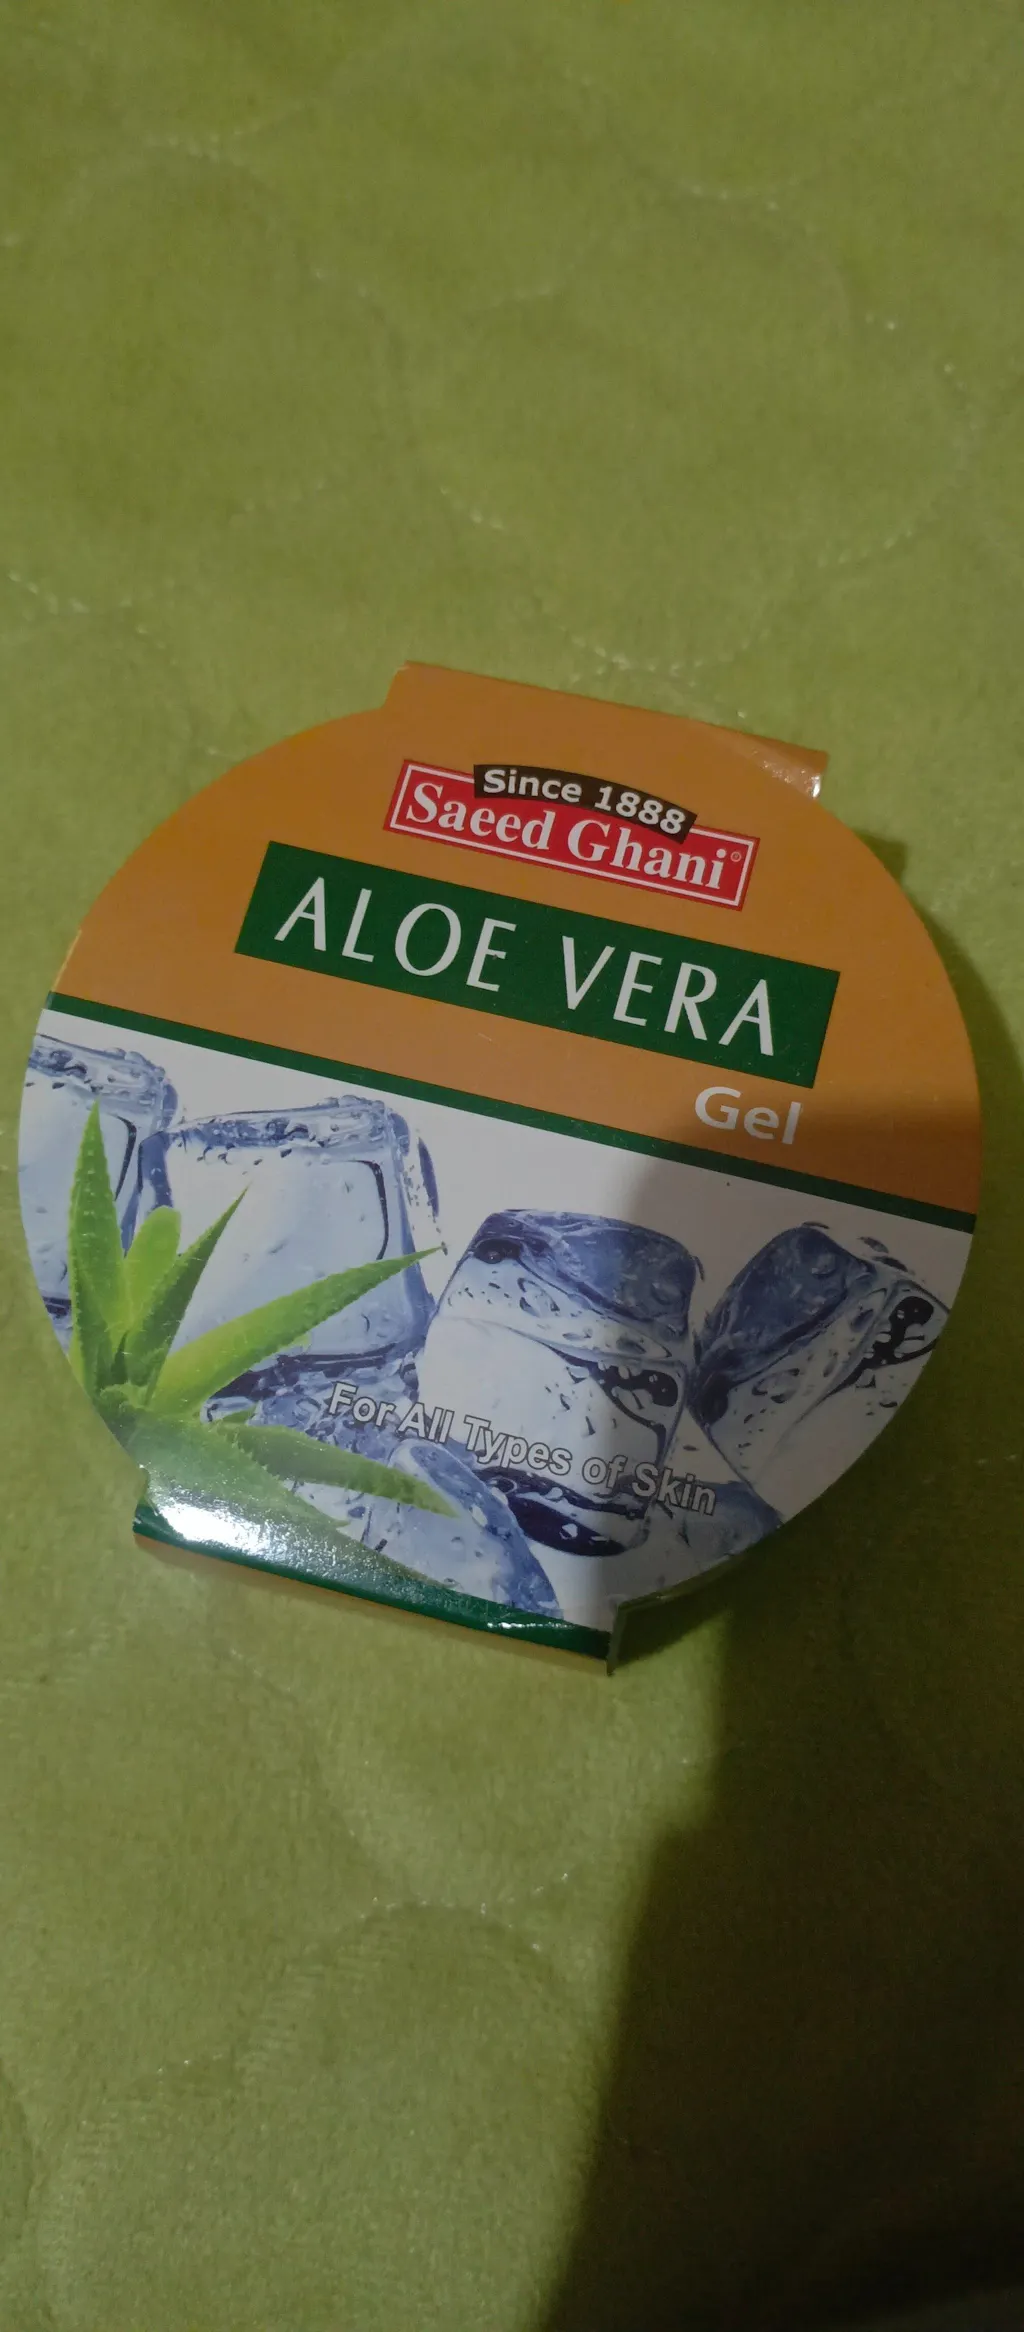 Since 1888
Saeed Ghani®
ALOE VERA
Gel
For All Types of Skin